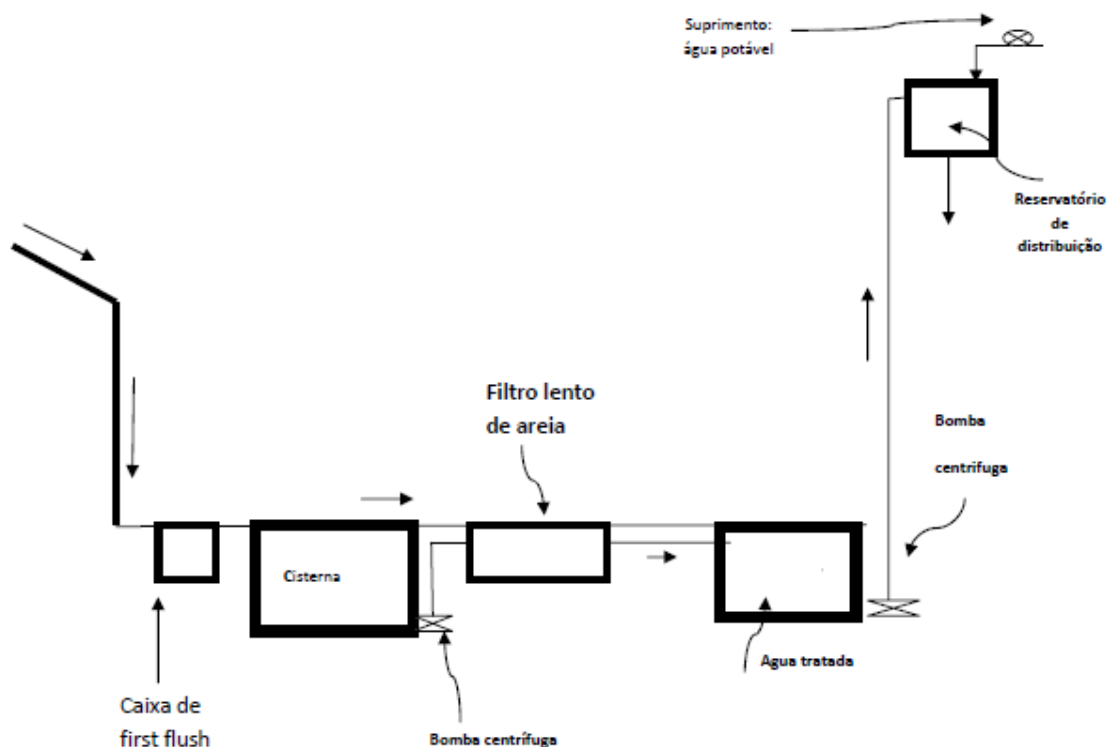 Suprimento:
água potável
Reservatório
de
distribuição
Filtro lento
de areia
Bomba
centrifuga
Cisterna
Agua tratada
Caixa de
first flush
Bomba centrífuga